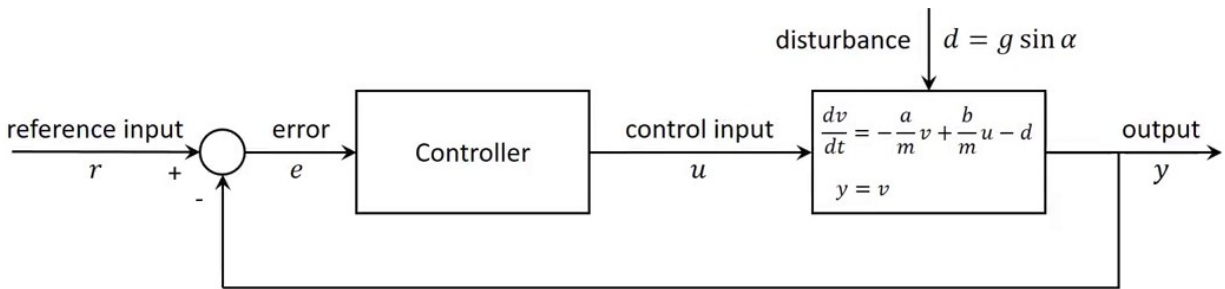 disturbance
d = g sin α
reference input
r
+
-
error
e
Controller
control input
u
dv/dt = -a/m v + b/m u - d
y = v
output
y